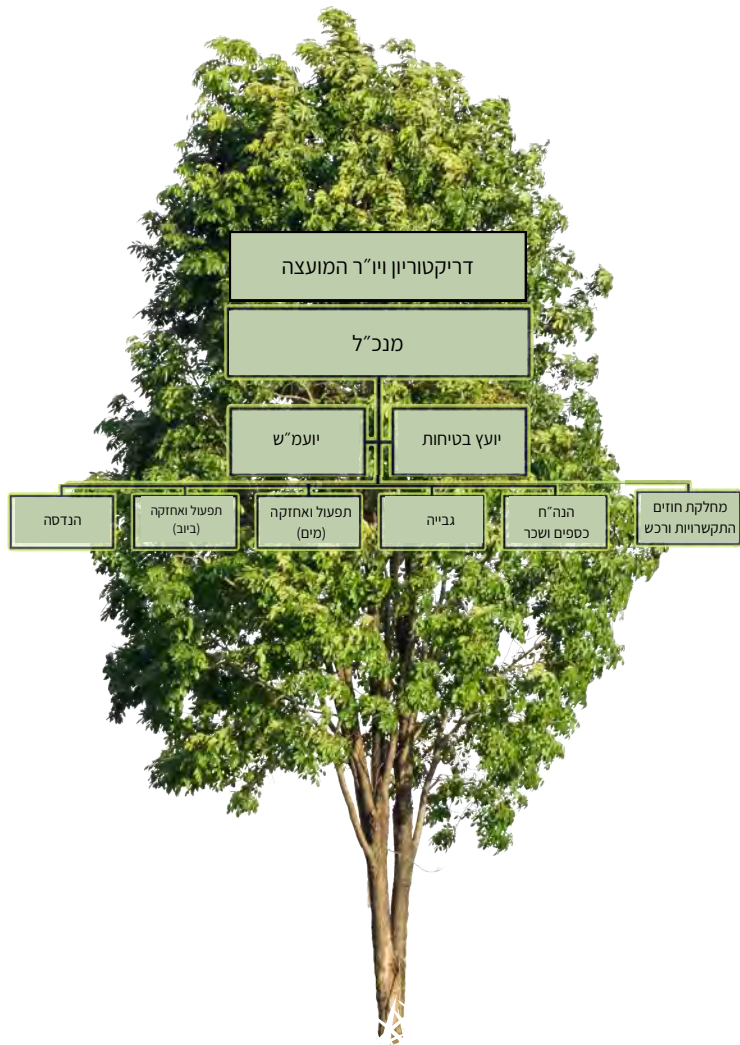 דריקטוריון ויו״ר המועצה
מנכ״ל
יועץ בטיחות
יועמ״ש
מחלקת חוזים
התקשרויות ורכש
הנה״ח
כספים ושכר
גבייה
תפעול ואחזקה
(מים)
תפעול ואחזקה
(ביוב)
הנדסה